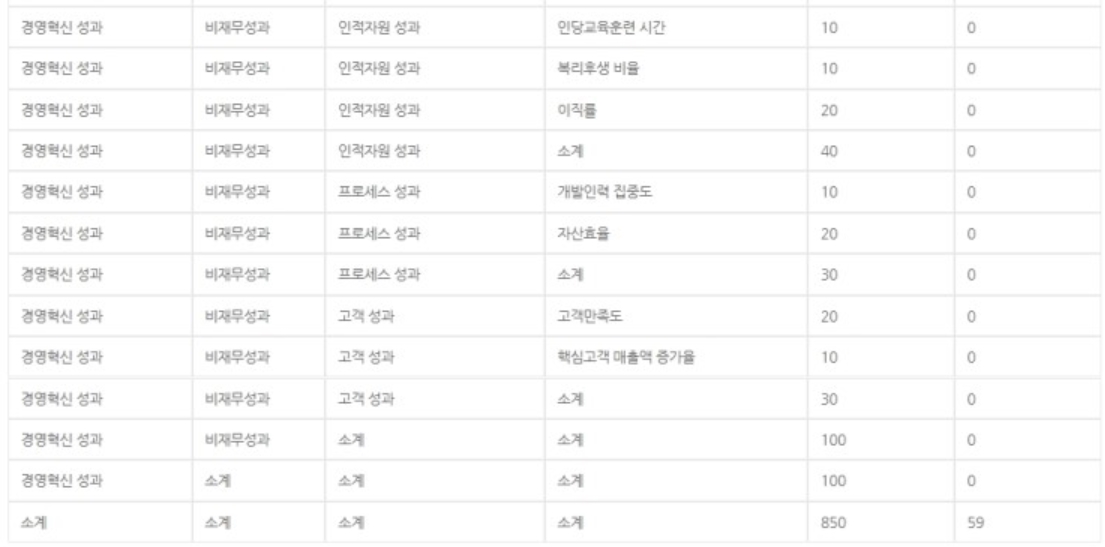 경영혁신 성과 비재무성과 인적자원 성과 인당교육훈련 시간 10 0
경영혁신 성과 비재무성과 인적자원 성과 복리후생 비율 10 0
경영혁신 성과 비재무성과 인적자원 성과 이직률 20 0
경영혁신 성과 비재무성과 인적자원 성과 소계 40 0
경영혁신 성과 비재무성과 프로세스 성과 개발인력 집중도 10 0
경영혁신 성과 비재무성과 프로세스 성과 자산효율 20 0
경영혁신 성과 비재무성과 프로세스 성과 소계 30 0
경영혁신 성과 비재무성과 고객 성과 고객만족도 20 0
경영혁신 성과 비재무성과 고객 성과 핵심고객 매출액 증가율 10 0
경영혁신 성과 비재무성과 고객 성과 소계 30 0
경영혁신 성과 비재무성과 소계 소계 100 0
경영혁신 성과 소계 소계 소계 100 0
소계 소계 소계 소계 850 59